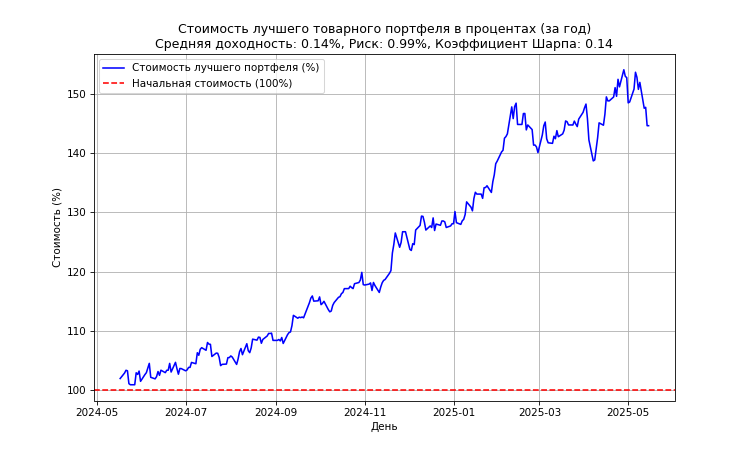 Стоимость лучшего товарного портфеля в процентах (за год)
Средняя доходность: 0.14%, Риск: 0.99%, Коэффициент Шарпа: 0.14
Стоимость лучшего портфеля (%)
Начальная стоимость (100%)
Стоимость (%)
150
140
130
120
110
100
2024-05 2024-07 2024-09 2024-11 2025-01 2025-03 2025-05
День